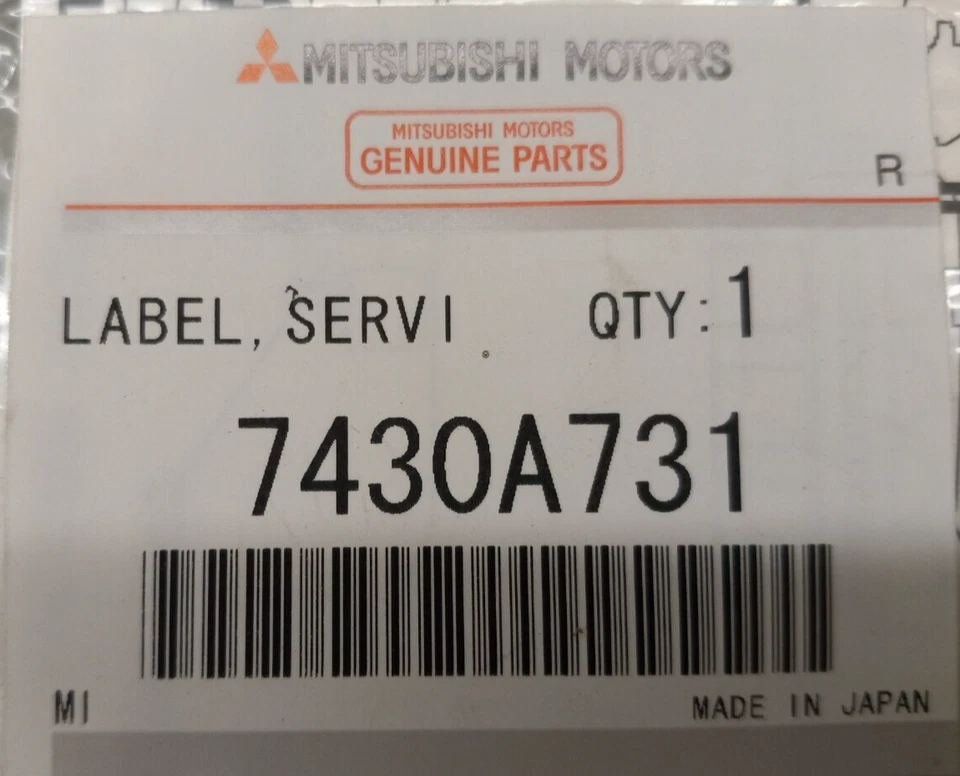 MITSUBISHI MOTORS
MITSUBISHI MOTORS
GENUINE PARTS
R
LABEL, SERVI QTY:1
7430A731
MI MADE IN JAPAN